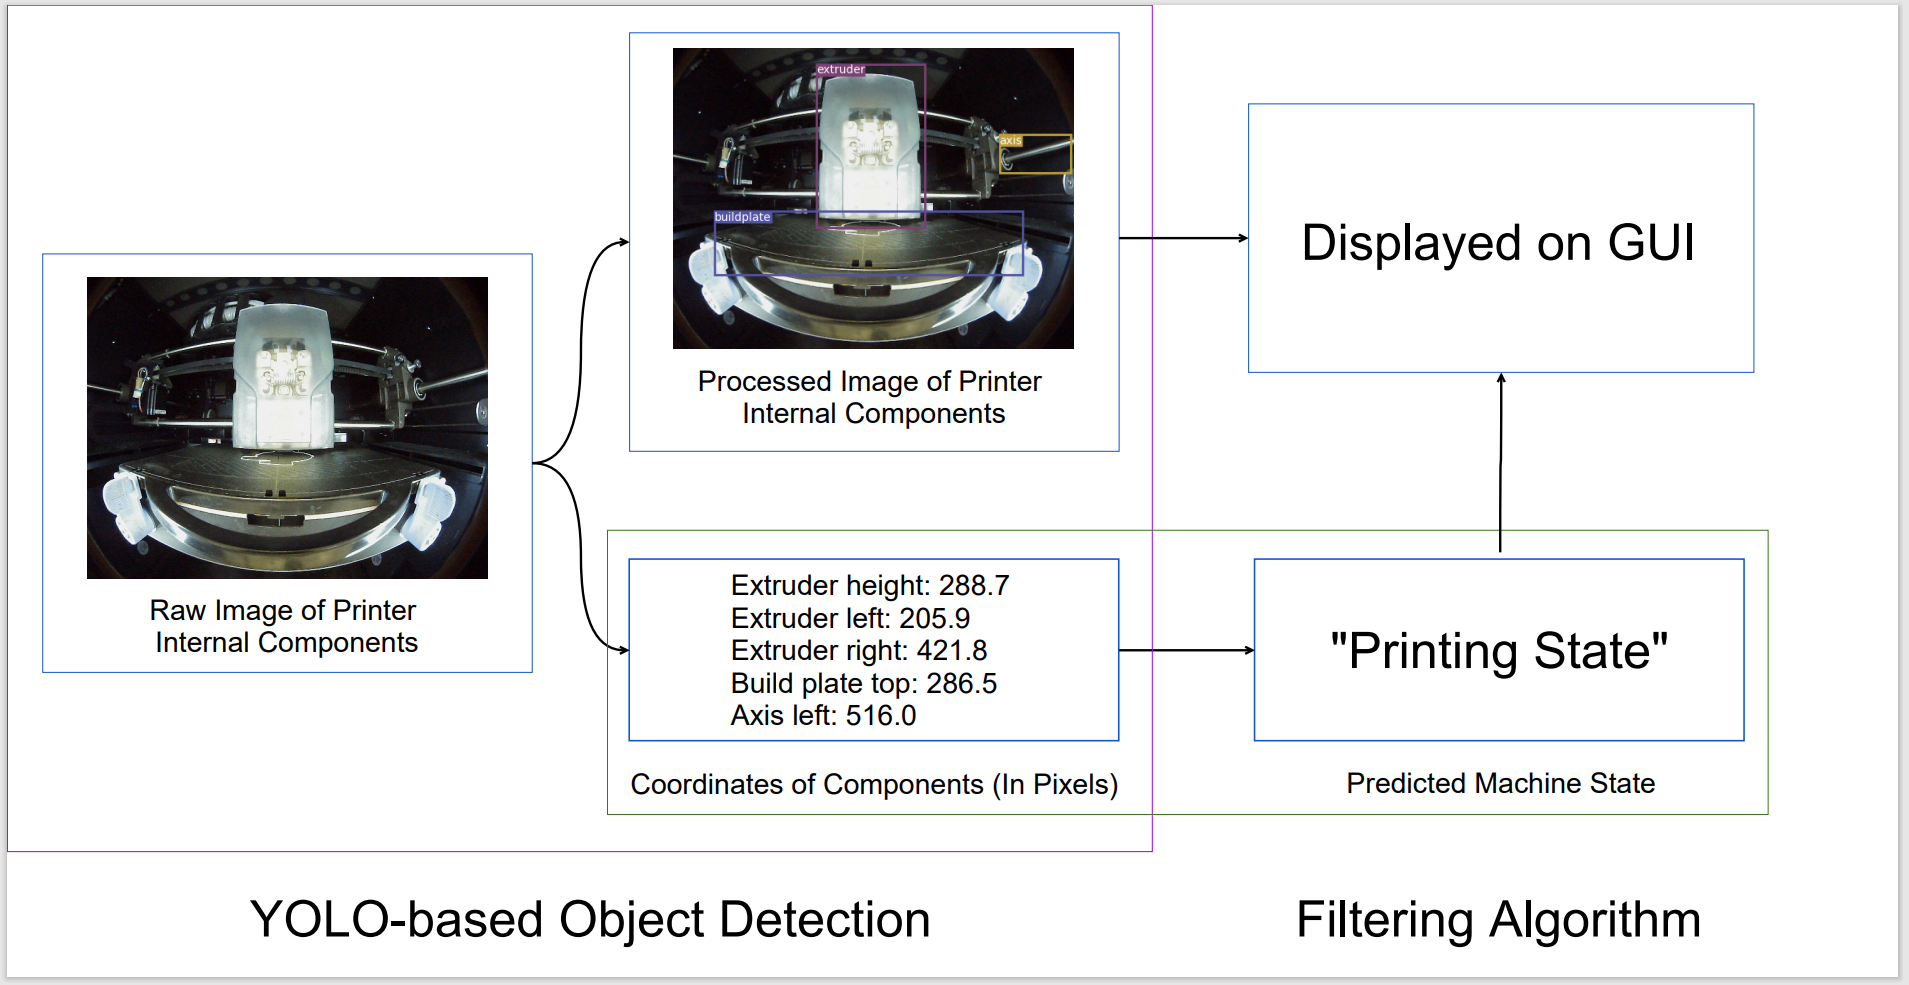 extruder
axis
buildplate
Processed Image of Printer
Internal Components
Displayed on GUI
Raw Image of Printer
Internal Components
Extruder height: 288.7
Extruder left: 205.9
Extruder right: 421.8
Build plate top: 286.5
Axis left: 516.0
Coordinates of Components (In Pixels)
"Printing State"
Predicted Machine State
YOLO-based Object Detection
Filtering Algorithm